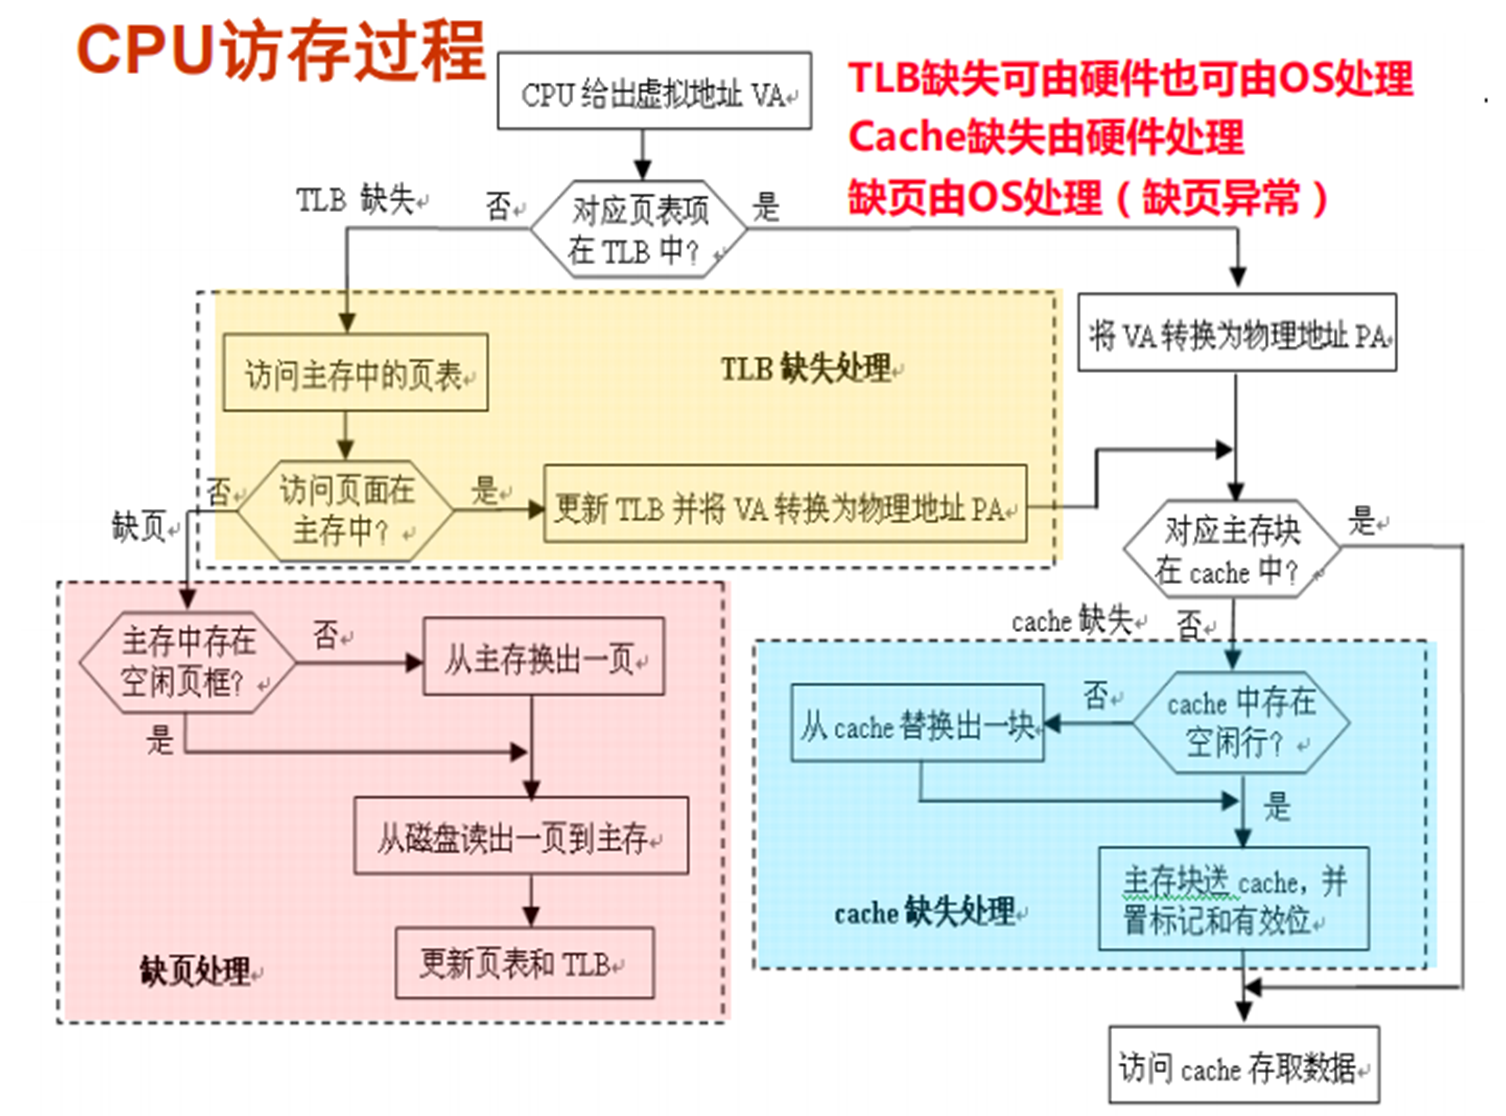 CPU访存过程
CPU 给出虚拟地址 VA
TLB缺失可由硬件也可由OS处理
Cache缺失由硬件处理
缺页由OS处理（缺页异常）
TLB 缺失
否
对应页表项
在 TLB 中？
是
将 VA 转换为物理地址 PA
访问主存中的页表
TLB 缺失处理
否
访问页面在
主存中？
是
更新 TLB 并将 VA 转换为物理地址 PA
缺页
对应主存块
在 cache 中？
是
cache 缺失
否
主存中存在
空闲页框？
否
从主存换出一页
是
从 cache 替换出一块
否
cache 中存在
空闲行？
是
从磁盘读出一页到主存
主存块送 cache，并
置标记和有效位
cache 缺失处理
缺页处理
更新页表和 TLB
访问 cache 存取数据